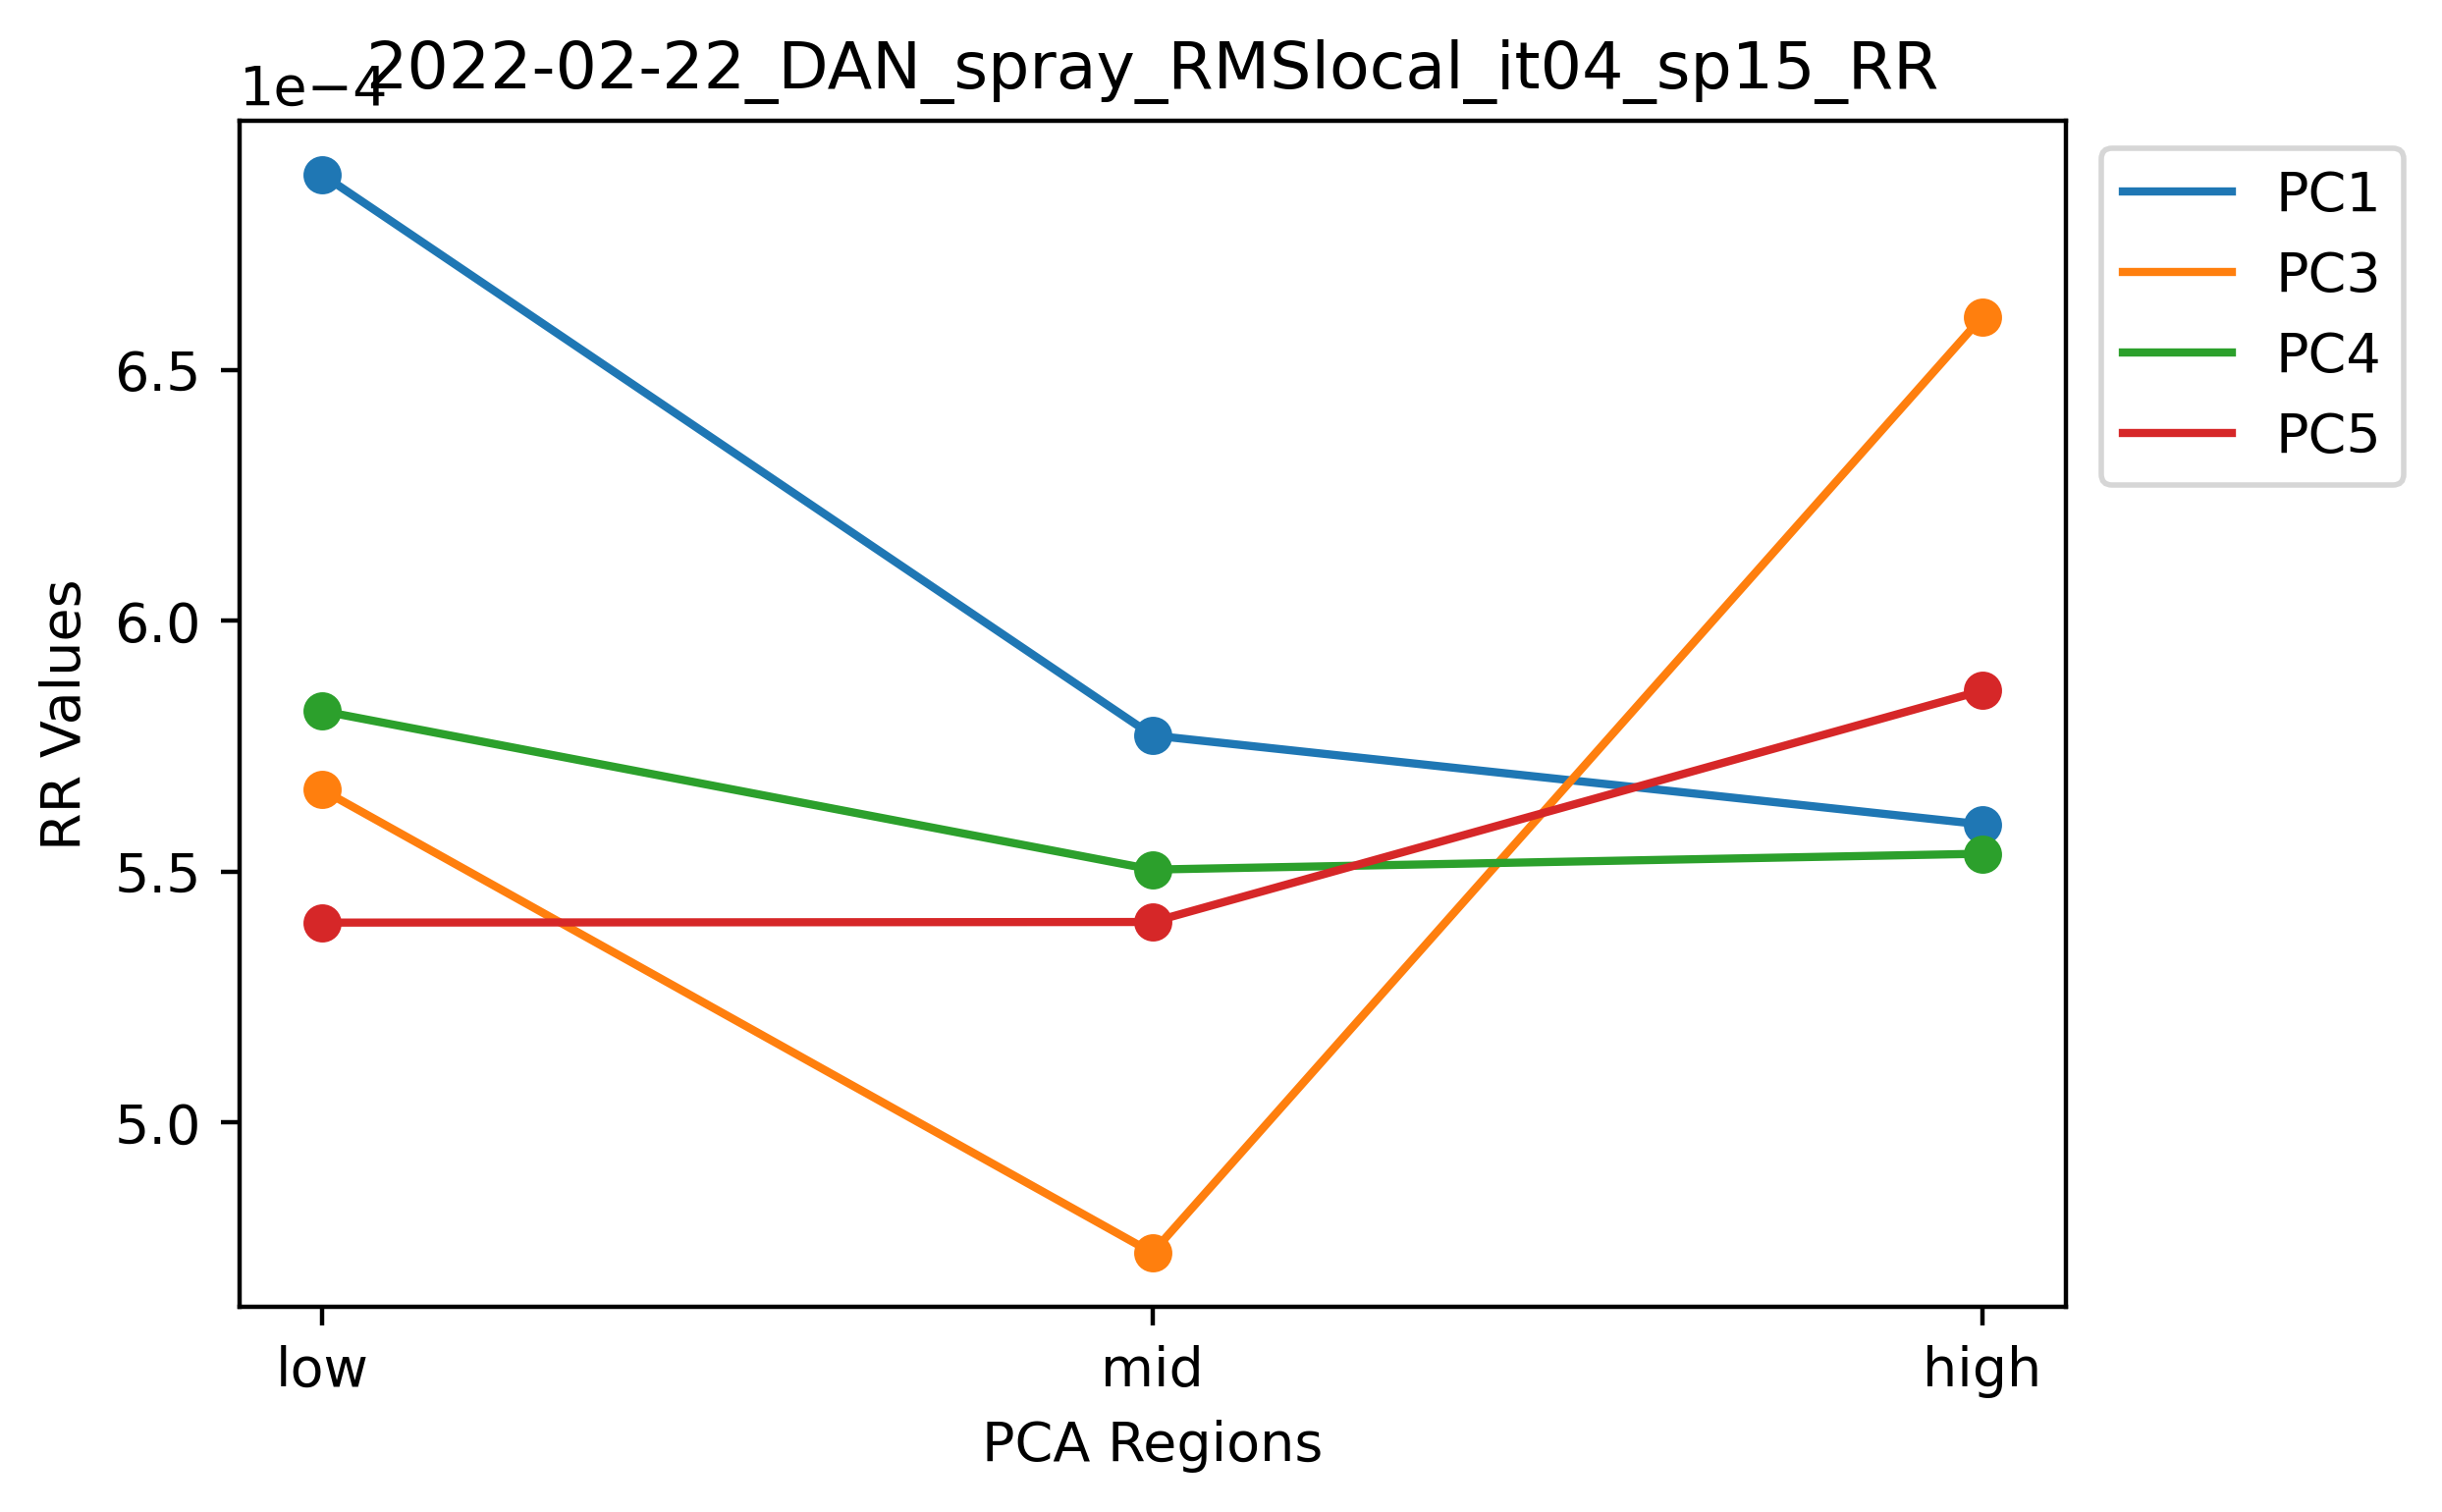 1e−4
2022-02-22_DAN_spray_RMSlocal_it04_sp15_RR
PC1
PC3
PC4
PC5
6.5
6.0
5.5
5.0
RR Values
low
mid
high
PCA Regions